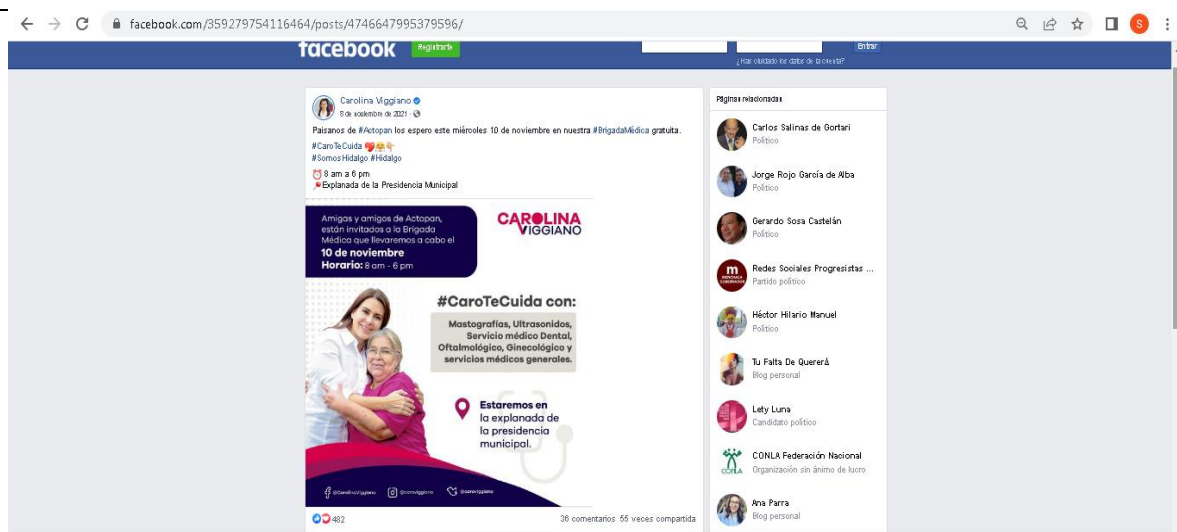 facebook.com/359279754116464/posts/4746647995379596/
facebook
Registrarte
Entrar
¿Has olvidado los datos de la cuenta?
Carolina Viggiano
8 de noviembre de 2021
Paisanos de #Actopan los espero este miércoles 10 de noviembre en nuestra #BrigadaMédica gratuita.
#CaroTeCuida
#SomosHidalgo #Hidalgo
8 am a 6 pm
Explanada de la Presidencia Municipal
Amigas y amigos de Actopan,
están invitados a la Brigada
Médica que llevaremos a cabo el
10 de noviembre
Horario: 8 am - 6 pm
CAROLINA
VIGGIANO
#CaroTeCuida con:
Mastografías, Ultrasonidos,
Servicio médico Dental,
Oftalmológico, Ginecológico y
servicios médicos generales.
Estaremos en
la explanada de
la presidencia
municipal.
@CarolinaViggiano @caroviggiano @caroviggiano
482
36 comentarios 55 veces compartida
Páginas relacionadas
Carlos Salinas de Gortari
Político
Jorge Rojo García de Alba
Político
Gerardo Sosa Castelán
Político
m
Redes Sociales Progresistas ...
Partido político
Héctor Hilario Manuel
Político
Tu Falta De QuererÂ
Blog personal
Lety Luna
Candidato político
CONLA
CONLA Federación Nacional
Organización sin ánimo de lucro
Ana Parra
Blog personal
S